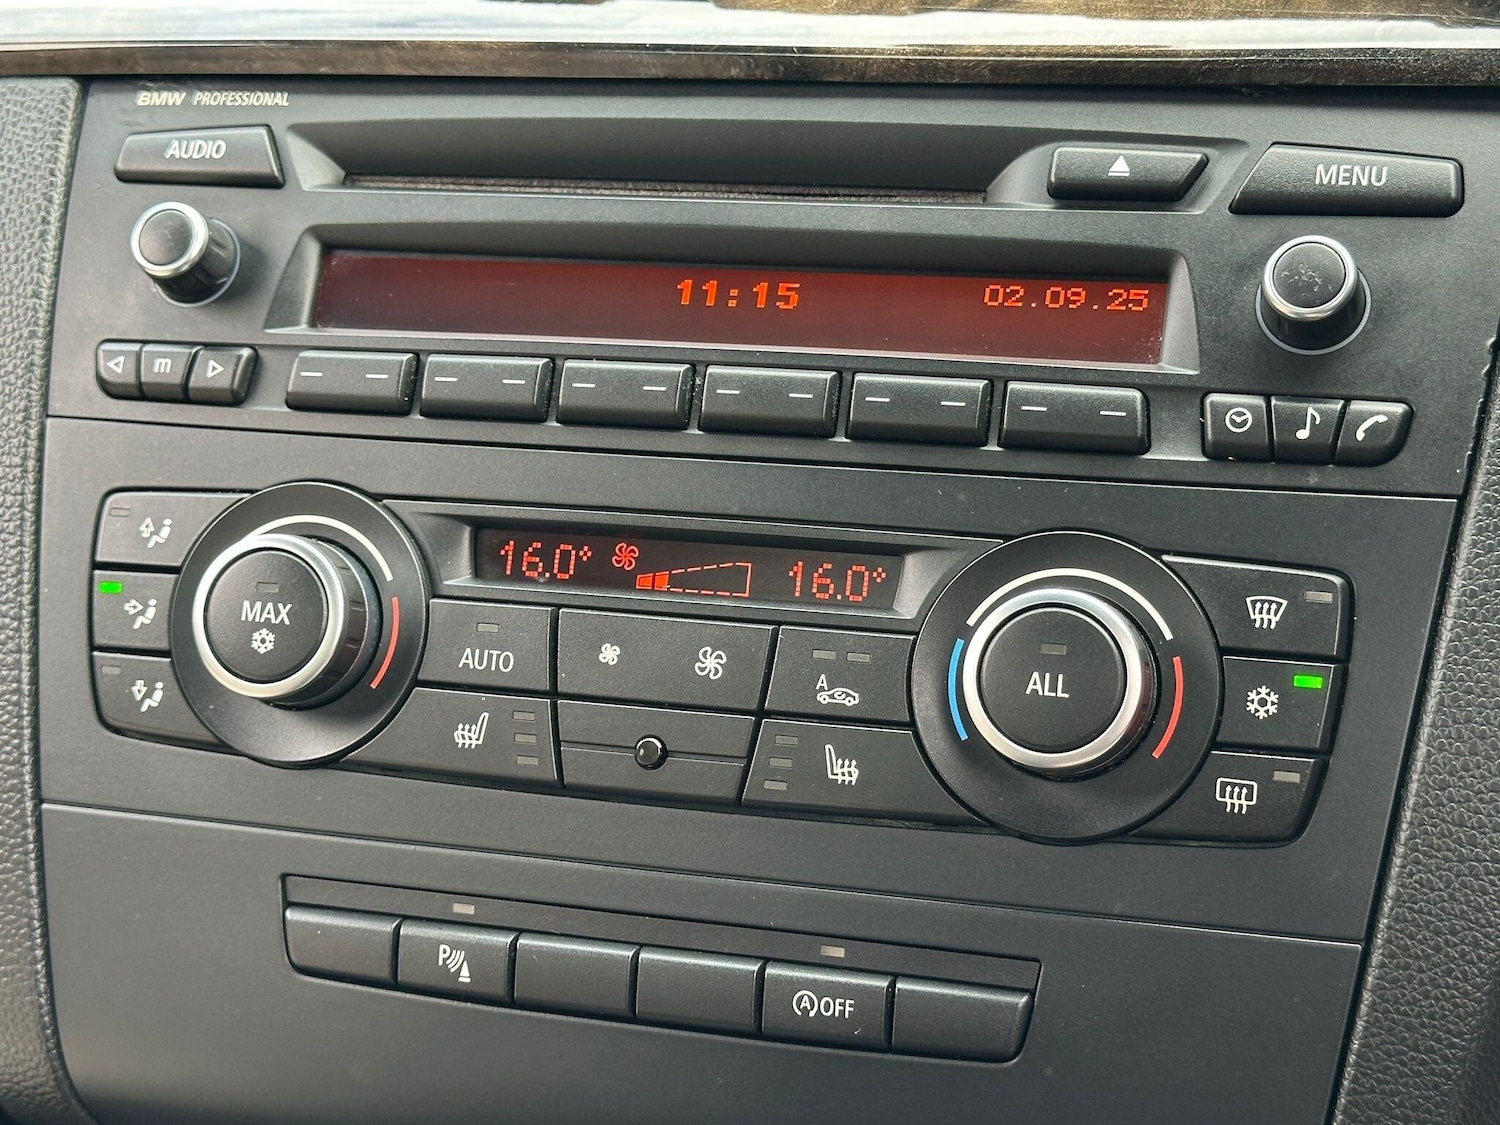 BMW PROFESSIONAL
AUDIO
MENU
11:15
02.09.25
m
16.0°
16.0°
MAX
AUTO
A
ALL
P
A OFF